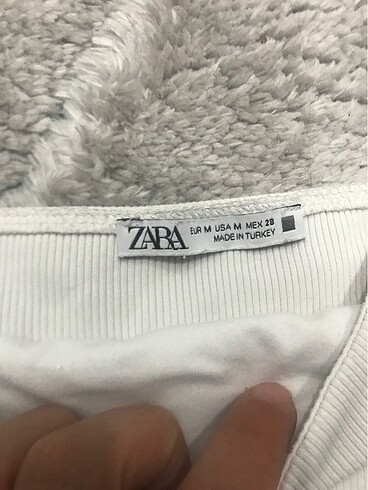 ZARA
EUR M USA M MEX 28
MADE IN TURKEY